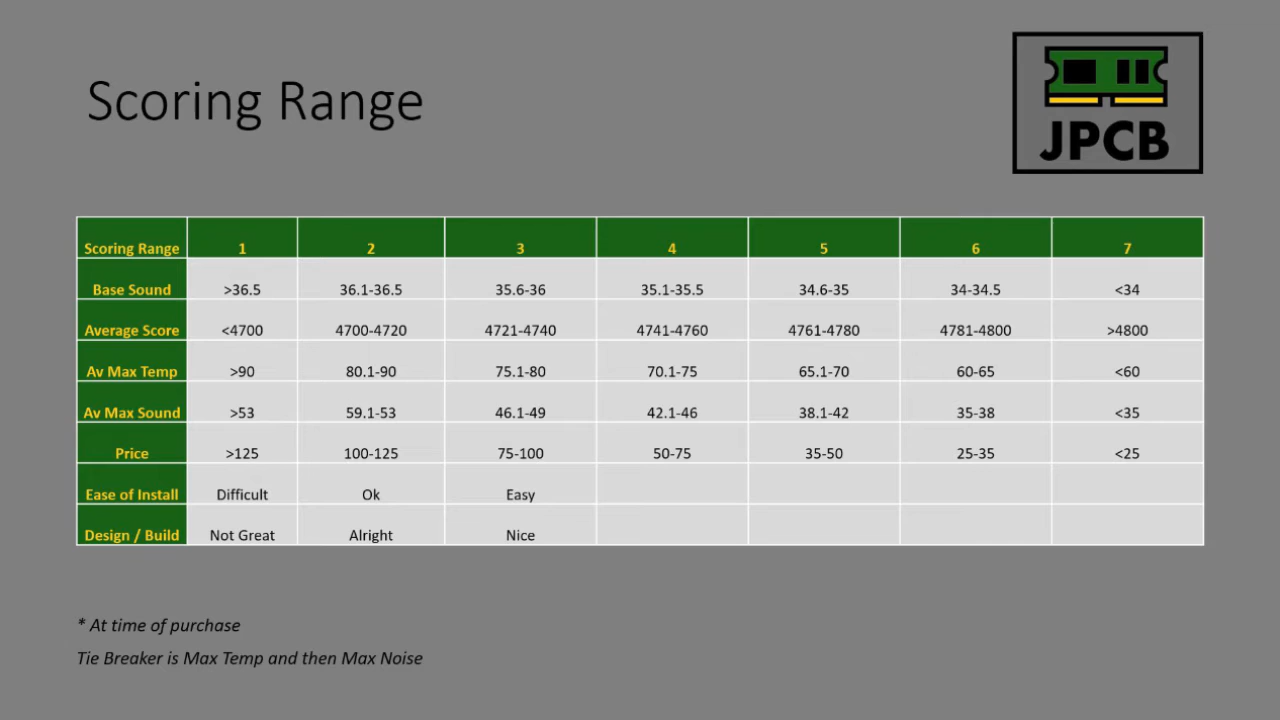 Scoring Range
JPCB
Scoring Range 1 2 3 4 5 6 7
Base Sound >36.5 36.1-36.5 35.6-36 35.1-35.5 34.6-35 34-34.5 <34
Average Score <4700 4700-4720 4721-4740 4741-4760 4761-4780 4781-4800 >4800
Av Max Temp >90 80.1-90 75.1-80 70.1-75 65.1-70 60-65 <60
Av Max Sound >53 59.1-53 46.1-49 42.1-46 38.1-42 35-38 <35
Price >125 100-125 75-100 50-75 35-50 25-35 <25
Ease of Install Difficult Ok Easy
Design / Build Not Great Alright Nice
* At time of purchase
Tie Breaker is Max Temp and then Max Noise